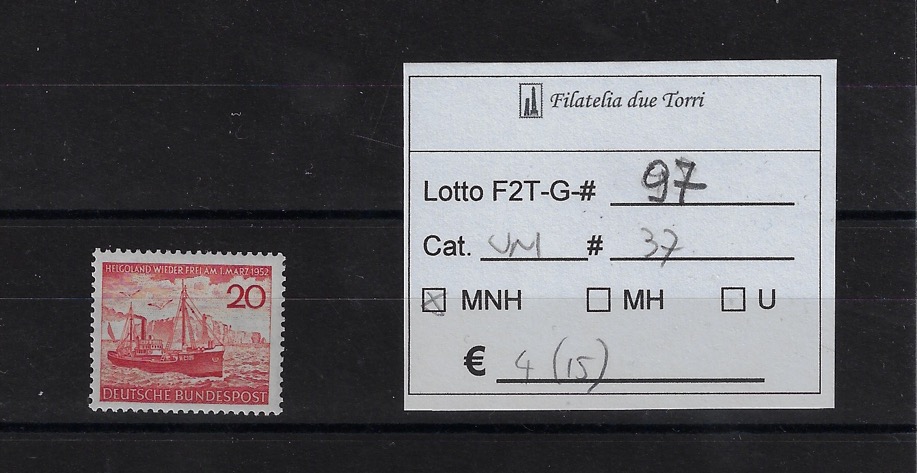 HELGOLAND WIEDER FREI AM 1. MÄRZ 1952
20
DEUTSCHE BUNDESPOST
Filatelia due Torri
Lotto F2T-G-# 97
Cat. UN # 37
MNH MH U
€ 4 (15)